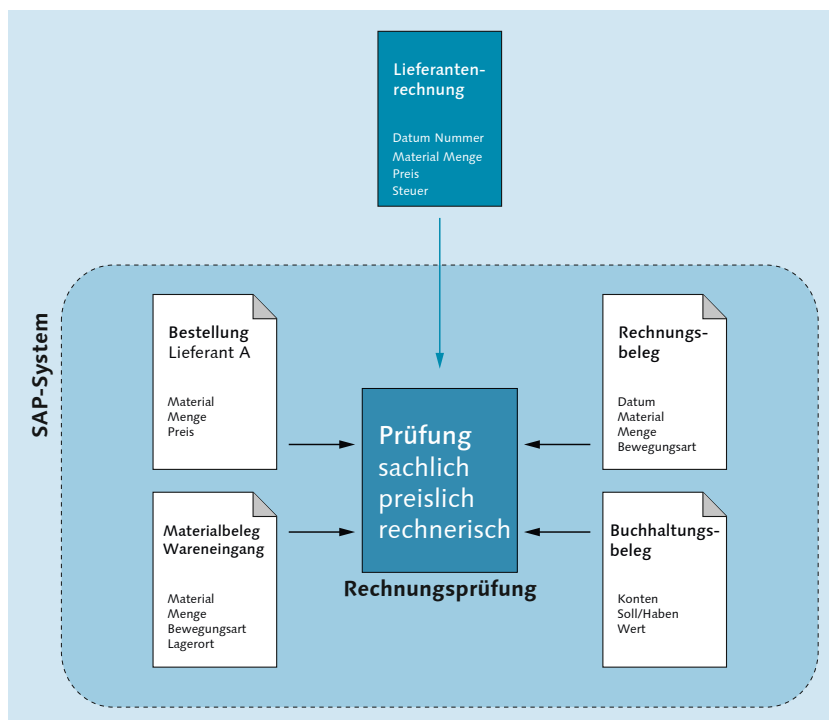 Lieferanten-
rechnung
Datum Nummer
Material Menge
Preis
Steuer
SAP-System
Bestellung
Lieferant A
Material
Menge
Preis
Materialbeleg
Wareneingang
Material
Menge
Bewegungsart
Lagerort
Prüfung
sachlich
preislich
rechnerisch
Rechnungsprüfung
Rechnungs-
beleg
Datum
Material
Menge
Bewegungsart
Buchhaltungs-
beleg
Konten
Soll/Haben
Wert